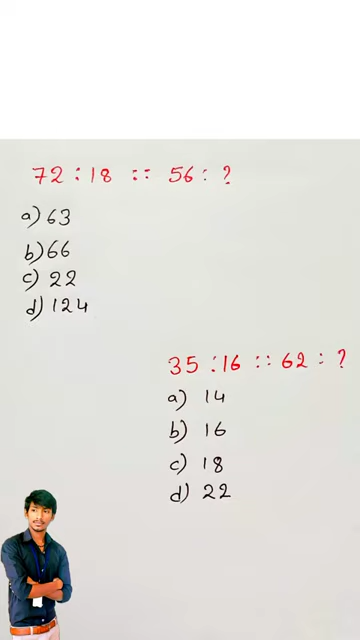 72 : 18 :: 56 : ?
a) 63
b) 66
c) 22
d) 124
35 : 16 :: 62 : ?
a) 14
b) 16
c) 18
d) 22